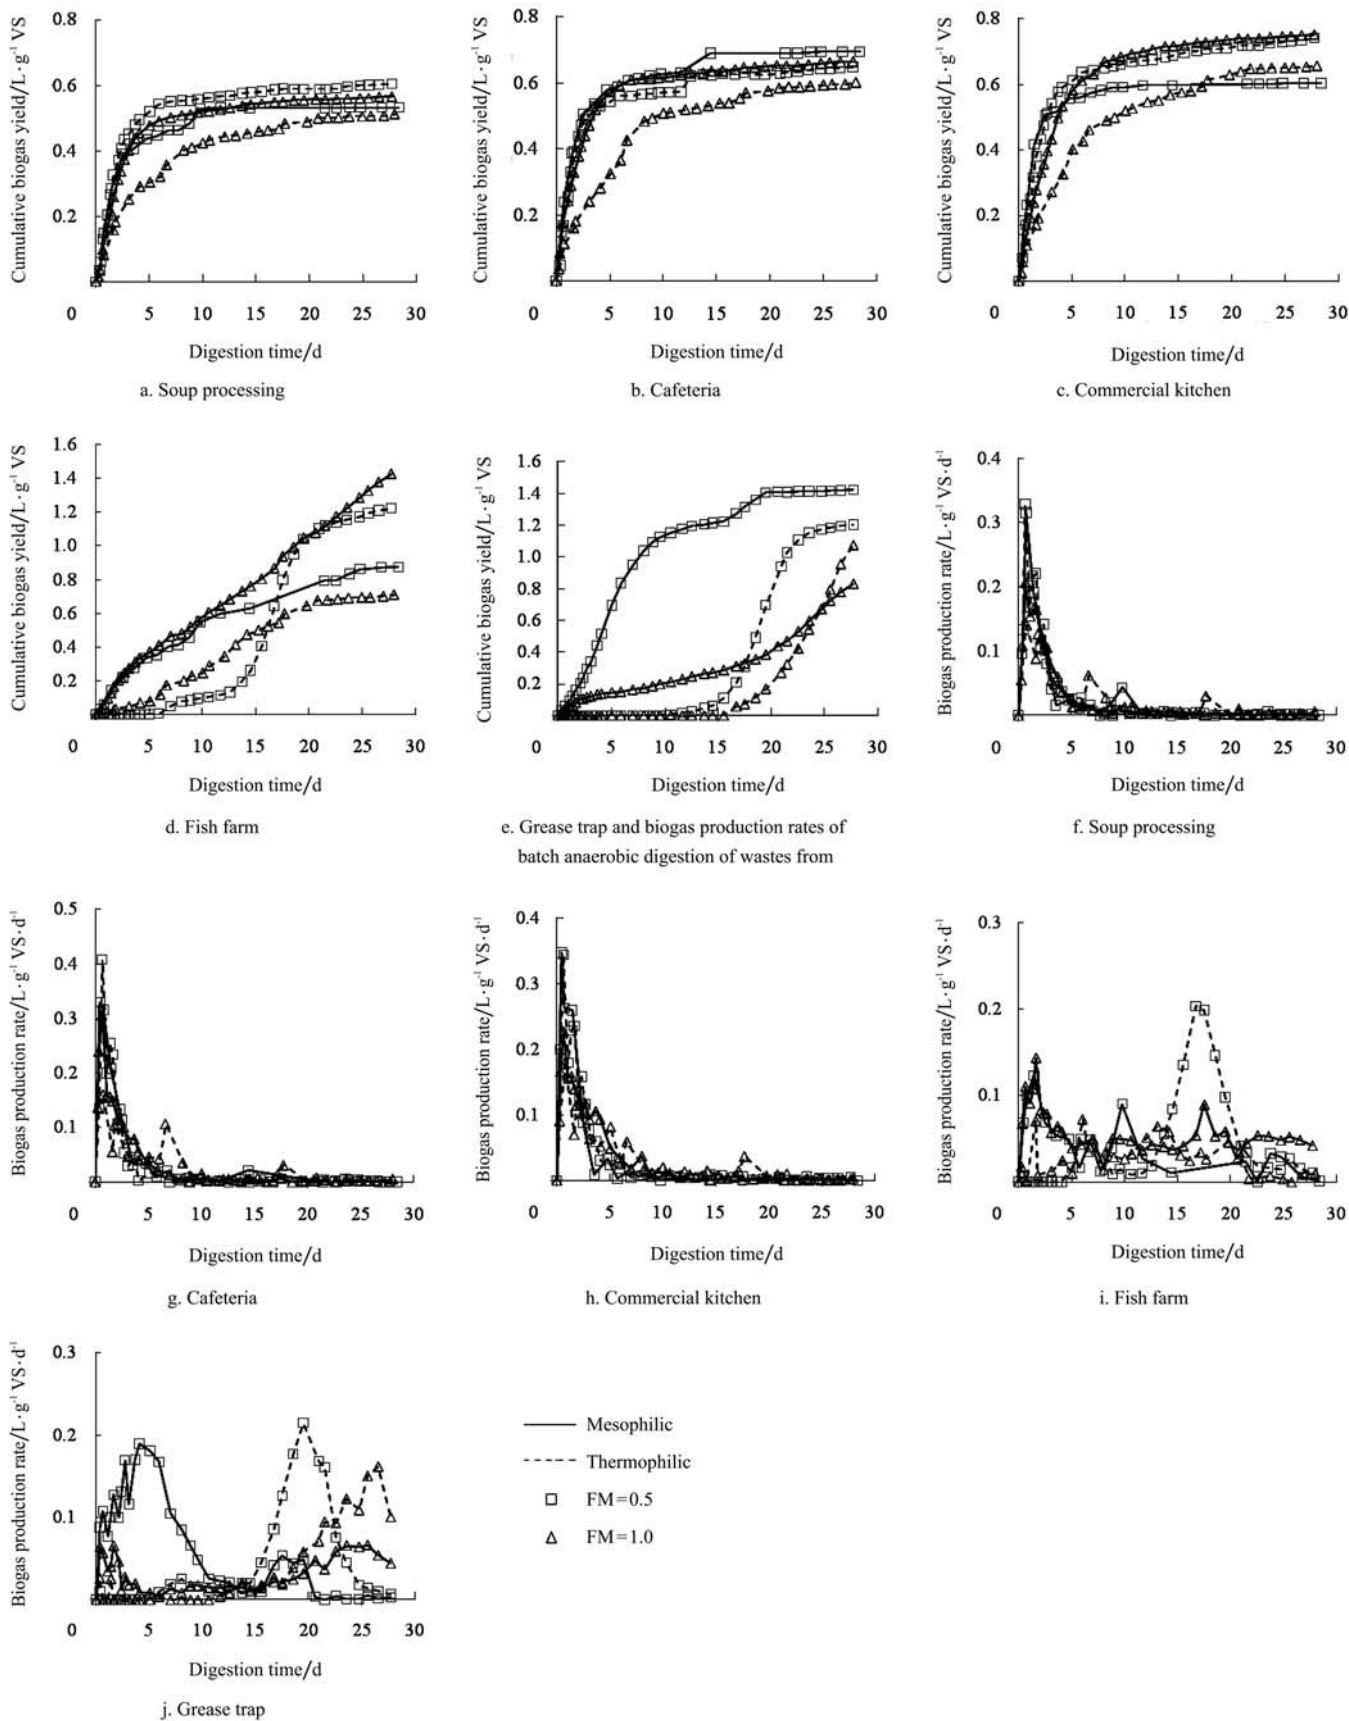 Cumulative biogas yield/L·g⁻¹ VS
0.8
0.6
0.4
0.2
0 5 10 15 20 25 30
Digestion time/d
a. Soup processing
Cumulative biogas yield/L·g⁻¹ VS
0.8
0.6
0.4
0.2
0 5 10 15 20 25 30
Digestion time/d
b. Cafeteria
Cumulative biogas yield/L·g⁻¹ VS
0.8
0.6
0.4
0.2
0 5 10 15 20 25 30
Digestion time/d
c. Commercial kitchen
Cumulative biogas yield/L·g⁻¹ VS
1.6
1.4
1.2
1.0
0.8
0.6
0.4
0.2
0 5 10 15 20 25 30
Digestion time/d
d. Fish farm
Cumulative biogas yield/L·g⁻¹ VS
1.6
1.4
1.2
1.0
0.8
0.6
0.4
0.2
0 5 10 15 20 25 30
Digestion time/d
e. Grease trap and biogas production rates of
batch anaerobic digestion of wastes from
Biogas production rate/L·g⁻¹ VS·d⁻¹
0.4
0.3
0.2
0.1
0 5 10 15 20 25 30
Digestion time/d
f. Soup processing
Biogas production rate/L·g⁻¹ VS·d⁻¹
0.5
0.4
0.3
0.2
0.1
0 5 10 15 20 25 30
Digestion time/d
g. Cafeteria
Biogas production rate/L·g⁻¹ VS·d⁻¹
0.4
0.3
0.2
0.1
0 5 10 15 20 25 30
Digestion time/d
h. Commercial kitchen
Biogas production rate/L·g⁻¹ VS·d⁻¹
0.3
0.2
0.1
0 5 10 15 20 25 30
Digestion time/d
i. Fish farm
Biogas production rate/L·g⁻¹ VS·d⁻¹
0.3
0.2
0.1
0 5 10 15 20 25 30
Digestion time/d
j. Grease trap
Mesophilic
Thermophilic
FM=0.5
FM=1.0